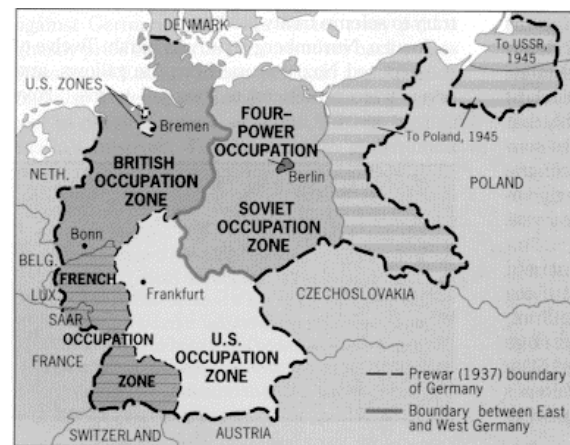 DENMARK
To USSR,
1945
U.S. ZONES
Bremen
FOUR-
POWER
OCCUPATION
To Poland, 1945
Berlin
NETH.
BRITISH
OCCUPATION
ZONE
POLAND
SOVIET
OCCUPATION
ZONE
Bonn
BELG.
FRENCH
Frankfurt
LUX.
CZECHOSLOVAKIA
SAAR
OCCUPATION
U.S.
OCCUPATION
ZONE
FRANCE
ZONE
Prewar (1937) boundary
of Germany
Boundary between East
and West Germany
SWITZERLAND
AUSTRIA